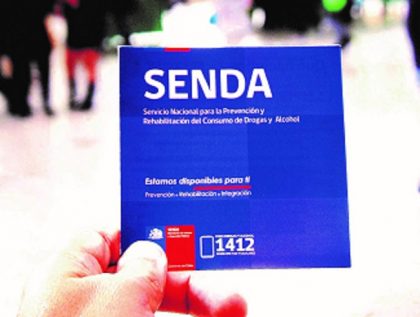 SENDA
Servicio Nacional para la Prevención y
Rehabilitación del Consumo de Drogas y Alcohol
Estamos disponibles para ti
Prevención • Rehabilitación • Integración
SENDA
1412